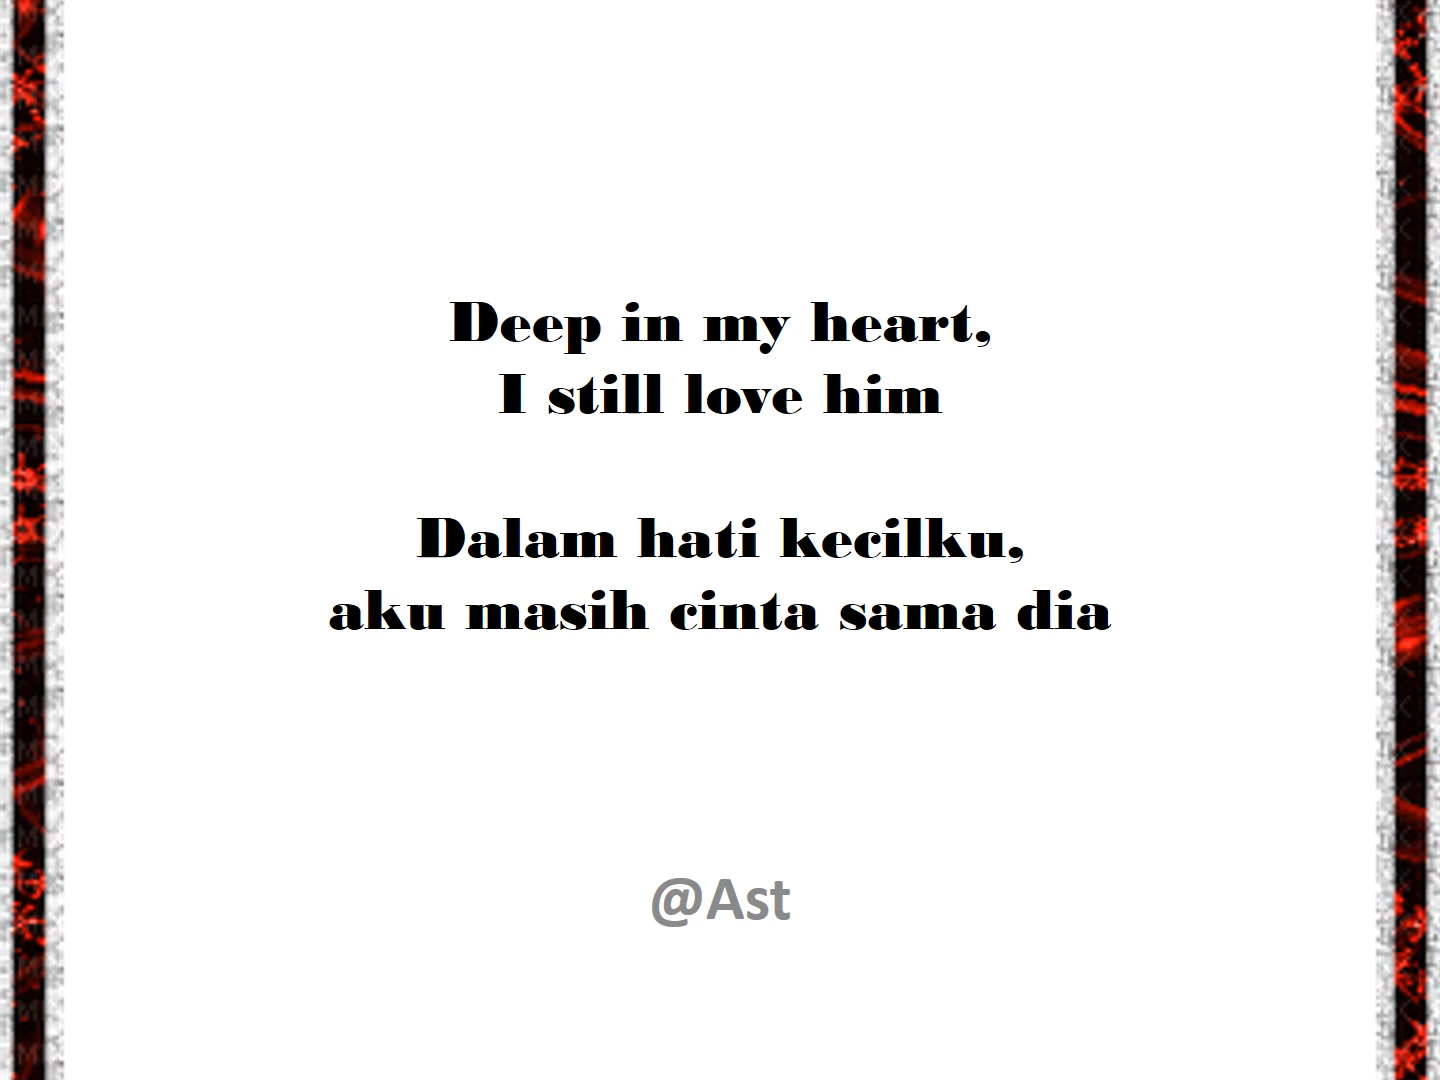 Deep in my heart,
I still love him
Dalam hati kecilku,
aku masih cinta sama dia
@Ast